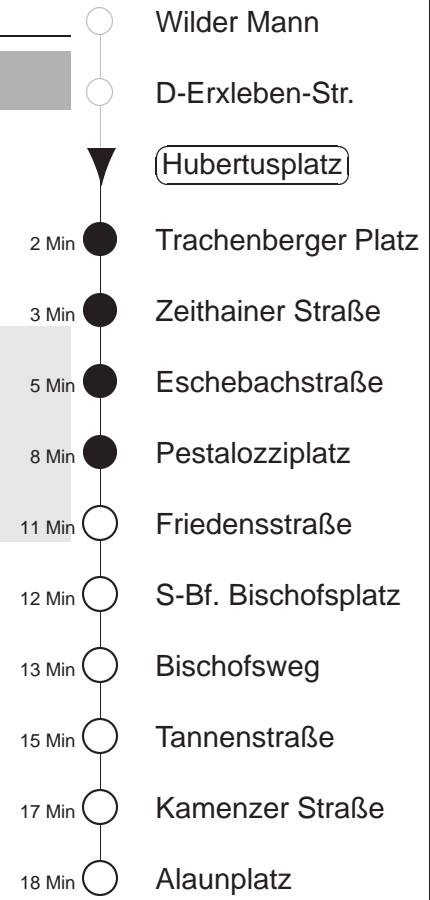 Wilder Mann
D-Erxleben-Str.
Hubertusplatz
2 Min Trachenberger Platz
3 Min Zeithainer Straße
5 Min Eschebachstraße
8 Min Pestalozziplatz
11 Min Friedensstraße
12 Min S-Bf. Bischofsplatz
13 Min Bischofsweg
15 Min Tannenstraße
17 Min Kamenzer Straße
18 Min Alaunplatz